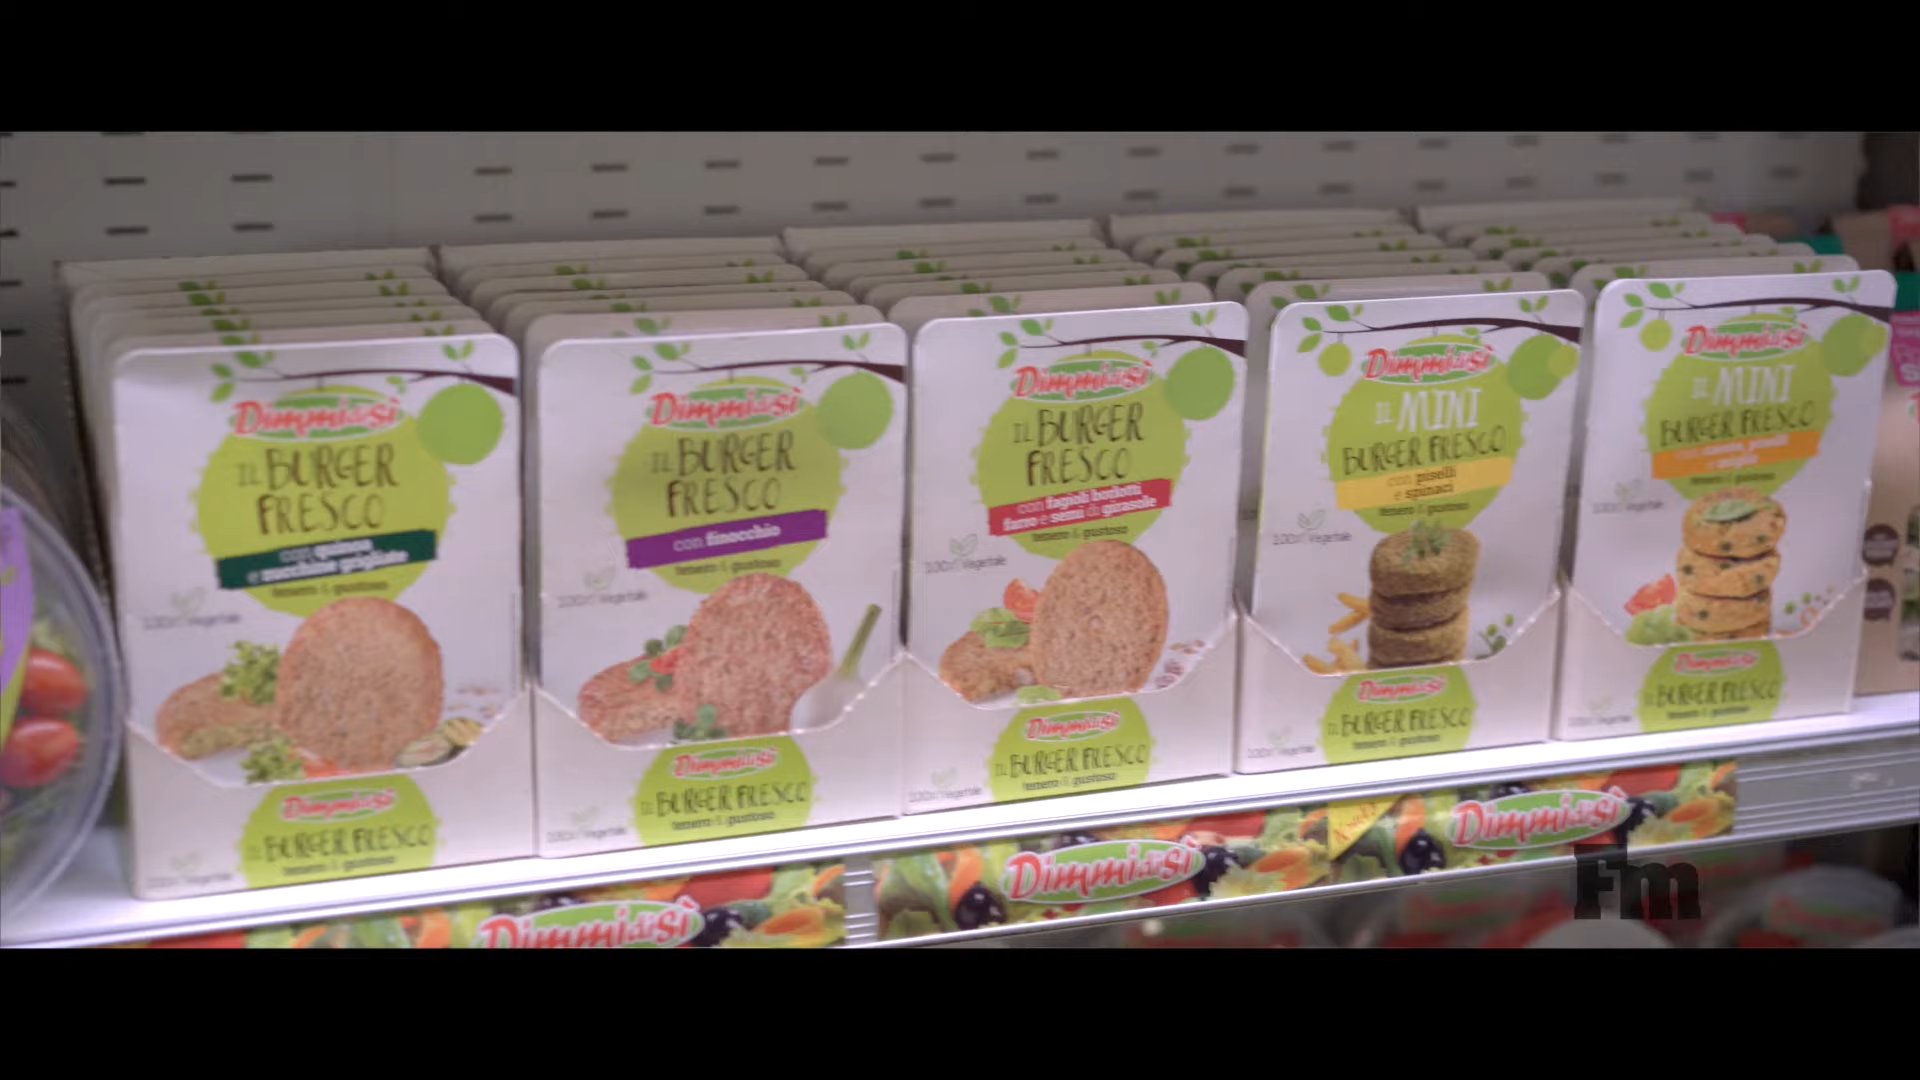 Dimmidisì
IL BURGER
FRESCO
con quinoa
e zucchine grigliate
tenero & gustoso
100% Vegetale
Dimmidisì
IL BURGER FRESCO
tenero & gustoso
100% Vegetale
Dimmidisì
IL BURGER
FRESCO
con finocchio
tenero & gustoso
100% Vegetale
Dimmidisì
IL BURGER FRESCO
tenero & gustoso
100% Vegetale
Dimmidisì
IL BURGER
FRESCO
con fagioli borlotti
farro e semi di girasole
tenero & gustoso
100% Vegetale
Dimmidisì
IL BURGER FRESCO
tenero & gustoso
100% Vegetale
Dimmidisì
IL MINI
BURGER FRESCO
con piselli
e spinaci
tenero & gustoso
100% Vegetale
Dimmidisì
IL BURGER FRESCO
tenero & gustoso
100% Vegetale
Dimmidisì
IL MINI
BURGER FRESCO
tenero & gustoso
100% Vegetale
Dimmidisì
IL BURGER FRESCO
tenero & gustoso
100% Vegetale
Dimmidisì
Dimmidisì
Dimmidisì
Fm